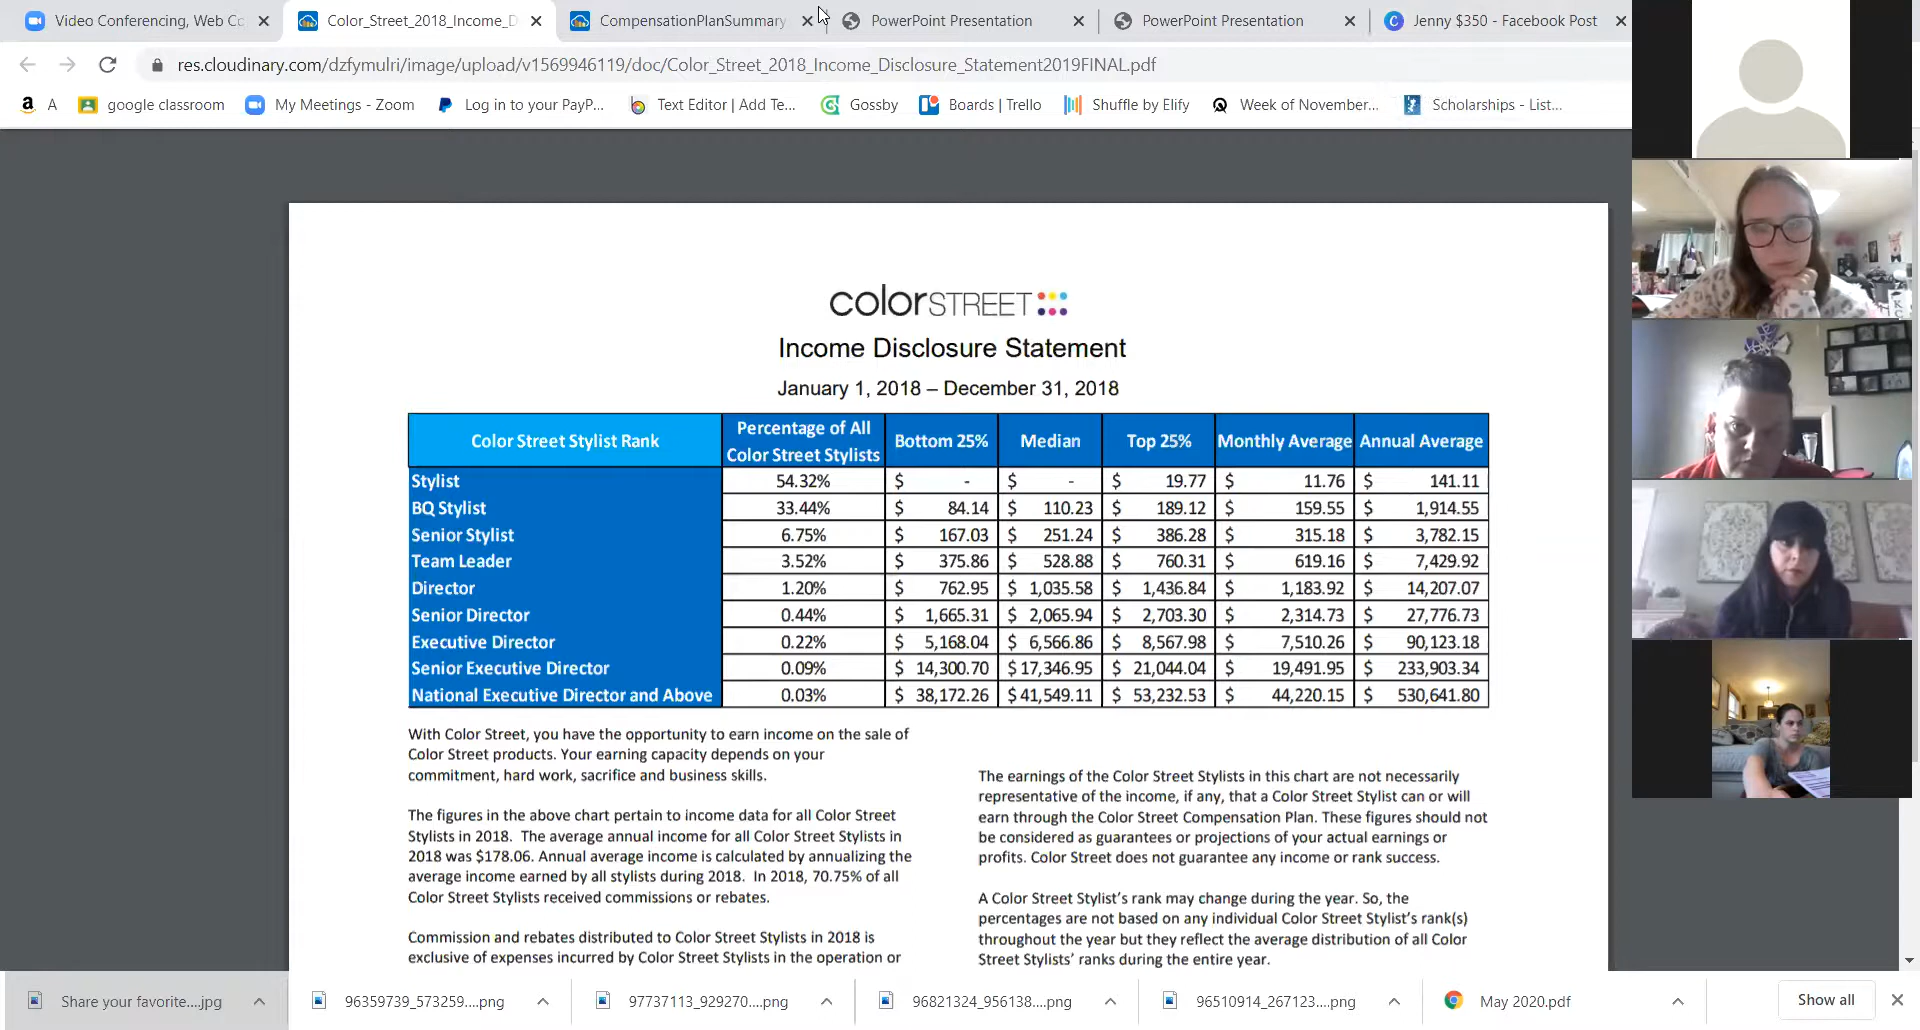 Video Conferencing, Web Cc
Color_Street_2018_Income_D
CompensationPlanSummary
PowerPoint Presentation
PowerPoint Presentation
Jenny $350 - Facebook Post
res.cloudinary.com/dzfymulri/image/upload/v1569946119/doc/Color_Street_2018_Income_Disclosure_Statement2019FINAL.pdf
A
google classroom
My Meetings - Zoom
Log in to your PayP...
Text Editor | Add Te...
Gossby
Boards | Trello
Shuffle by Elify
Week of November...
Scholarships - List...
colorSTREET
Income Disclosure Statement
January 1, 2018 – December 31, 2018
Color Street Stylist Rank Percentage of All Color Street Stylists Bottom 25% Median Top 25% Monthly Average Annual Average
Stylist 54.32% $ - $ - $ 19.77 $ 11.76 $ 141.11
BQ Stylist 33.44% $ 84.14 $ 110.23 $ 189.12 $ 159.55 $ 1,914.55
Senior Stylist 6.75% $ 167.03 $ 251.24 $ 386.28 $ 315.18 $ 3,782.15
Team Leader 3.52% $ 375.86 $ 528.88 $ 760.31 $ 619.16 $ 7,429.92
Director 1.20% $ 762.95 $ 1,035.58 $ 1,436.84 $ 1,183.92 $ 14,207.07
Senior Director 0.44% $ 1,665.31 $ 2,065.94 $ 2,703.30 $ 2,314.73 $ 27,776.73
Executive Director 0.22% $ 5,168.04 $ 6,566.86 $ 8,567.98 $ 7,510.26 $ 90,123.18
Senior Executive Director 0.09% $ 14,300.70 $ 17,346.95 $ 21,044.04 $ 19,491.95 $ 233,903.34
National Executive Director and Above 0.03% $ 38,172.26 $ 41,549.11 $ 53,232.53 $ 44,220.15 $ 530,641.80
With Color Street, you have the opportunity to earn income on the sale of
Color Street products. Your earning capacity depends on your
commitment, hard work, sacrifice and business skills.
The figures in the above chart pertain to income data for all Color Street
Stylists in 2018. The average annual income for all Color Street Stylists in
2018 was $178.06. Annual average income is calculated by annualizing the
average income earned by all stylists during 2018. In 2018, 70.75% of all
Color Street Stylists received commissions or rebates.
Commission and rebates distributed to Color Street Stylists in 2018 is
exclusive of expenses incurred by Color Street Stylists in the operation or
The earnings of the Color Street Stylists in this chart are not necessarily
representative of the income, if any, that a Color Street Stylist can or will
earn through the Color Street Compensation Plan. These figures should not
be considered as guarantees or projections of your actual earnings or
profits. Color Street does not guarantee any income or rank success.
A Color Street Stylist's rank may change during the year. So, the
percentages are not based on any individual Color Street Stylist's rank(s)
throughout the year but they reflect the average distribution of all Color
Street Stylists' ranks during the entire year.
Share your favorite....jpg
96359739_573259....png
97737113_929270....png
96821324_956138....png
96510914_267123....png
May 2020.pdf
Show all